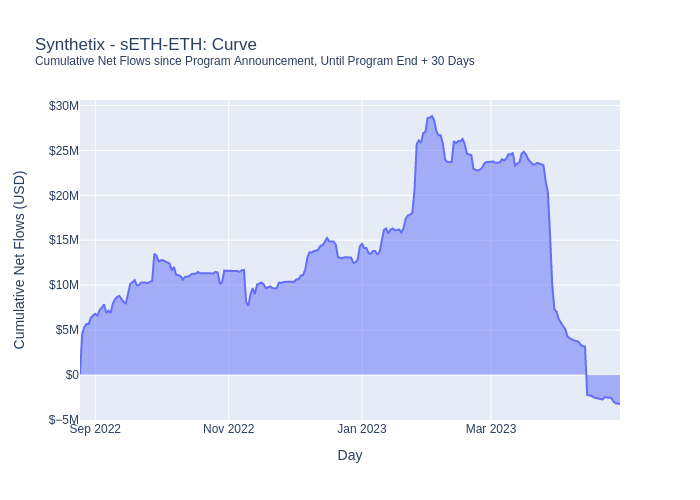 Synthetix - sETH-ETH: Curve
Cumulative Net Flows since Program Announcement, Until Program End + 30 Days
Cumulative Net Flows (USD)
$30M
$25M
$20M
$15M
$10M
$5M
$0
$−5M
Sep 2022 Nov 2022 Jan 2023 Mar 2023
Day